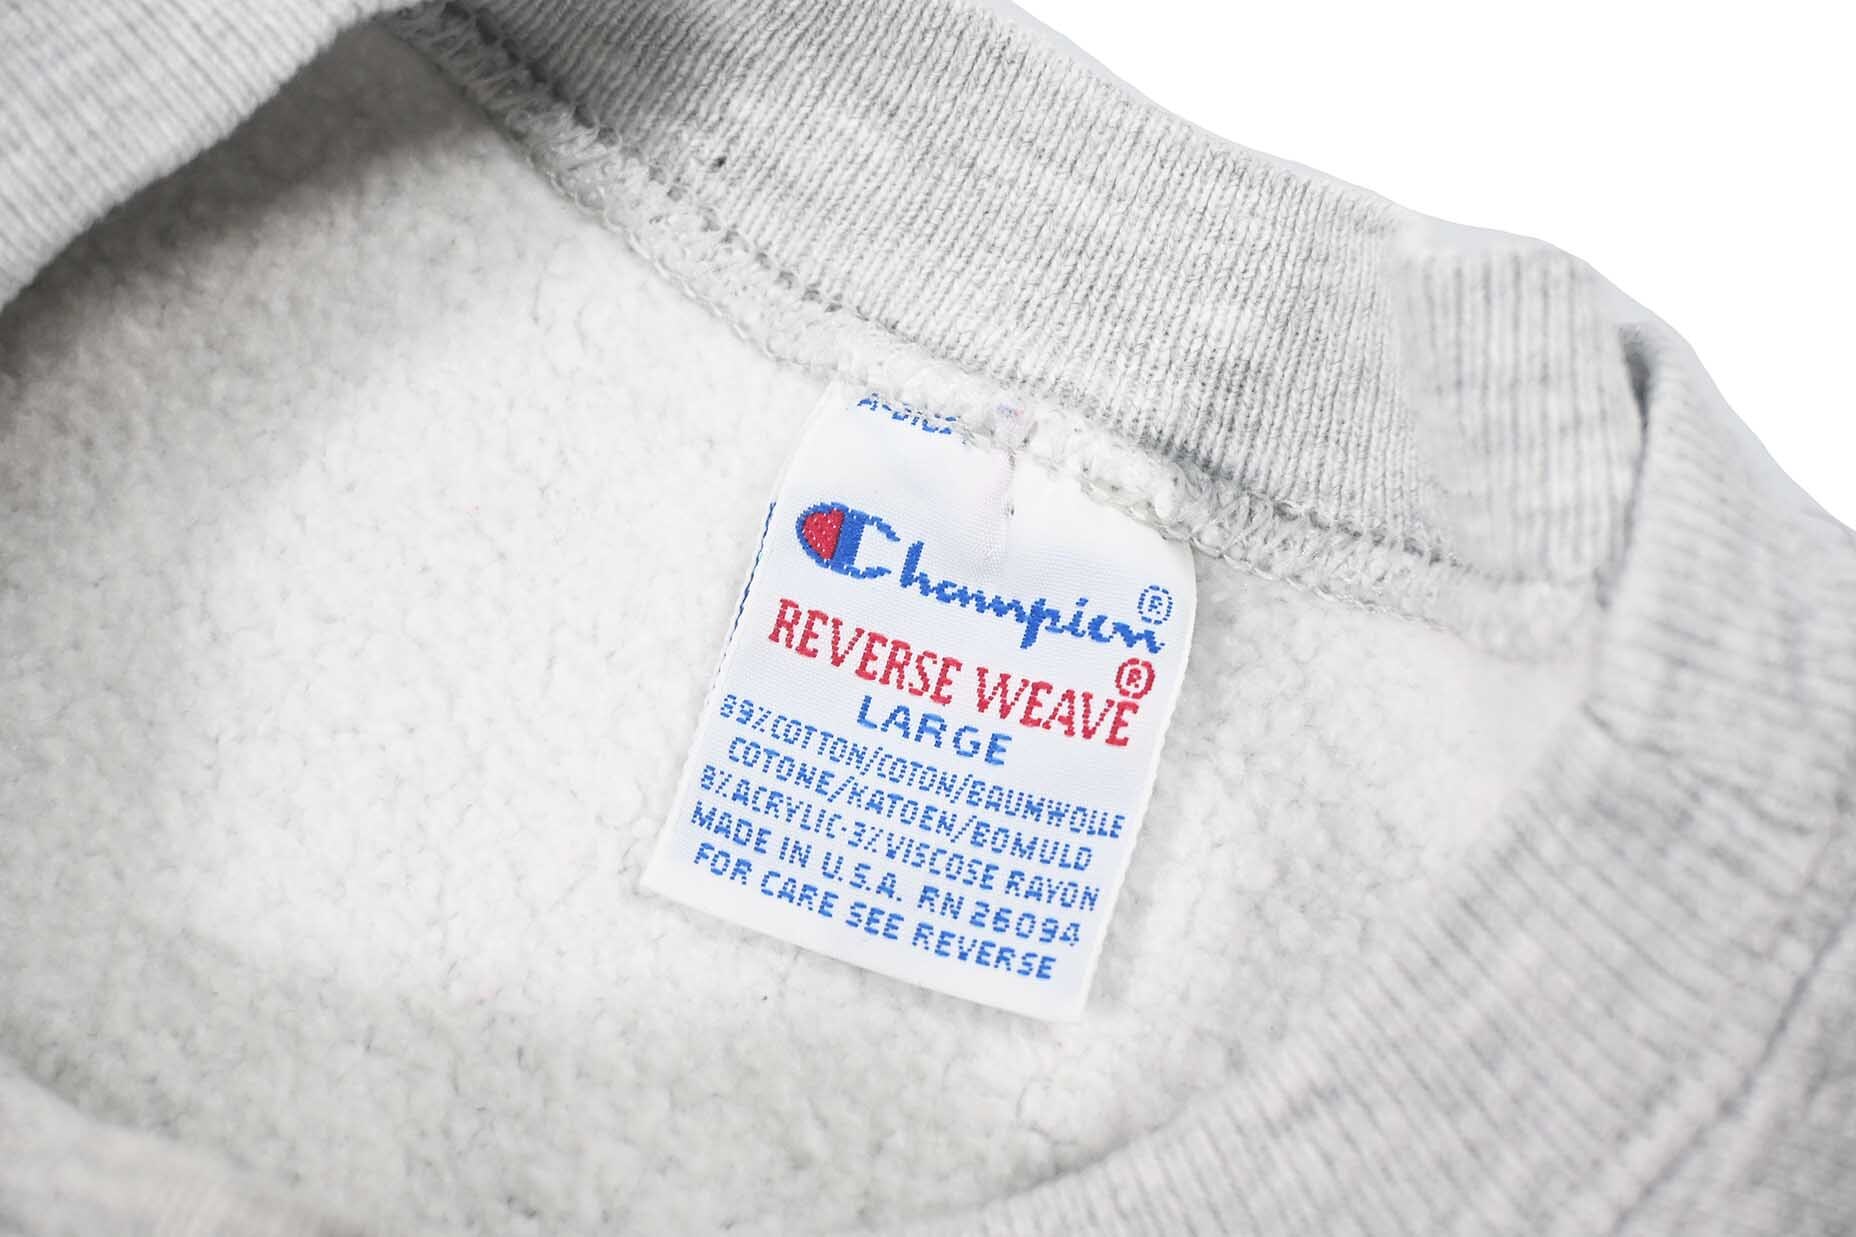 Champion®
REVERSE WEAVE®
LARGE
89%COTTON/COTON/BAUMWOLLE
COTONE/KATOEN/BOMULD
8%ACRYLIC-3%VISCOSE RAYON
MADE IN U.S.A. RN 26094
FOR CARE SEE REVERSE